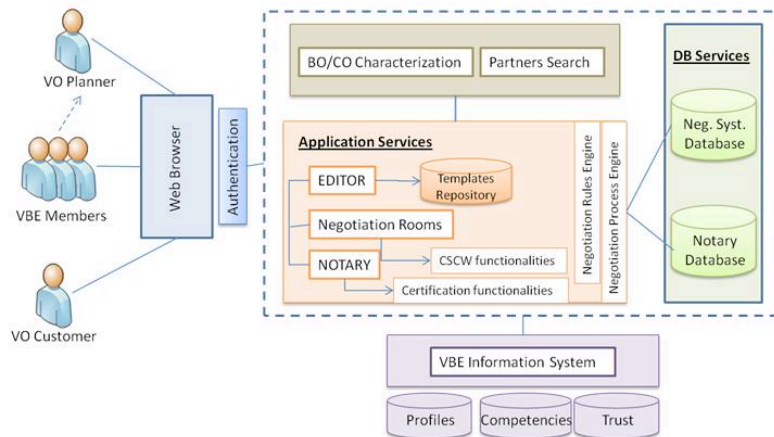 VO Planner
VBE Members
VO Customer
Web Browser
Authentication
BO/CO Characterization
Partners Search
Application Services
EDITOR
Templates
Repository
Negotiation Rooms
CSCW functionalities
NOTARY
Certification functionalities
Negotiation Rules Engine
Negotiation Process Engine
DB Services
Neg. Syst.
Database
Notary
Database
VBE Information System
Profiles
Competencies
Trust